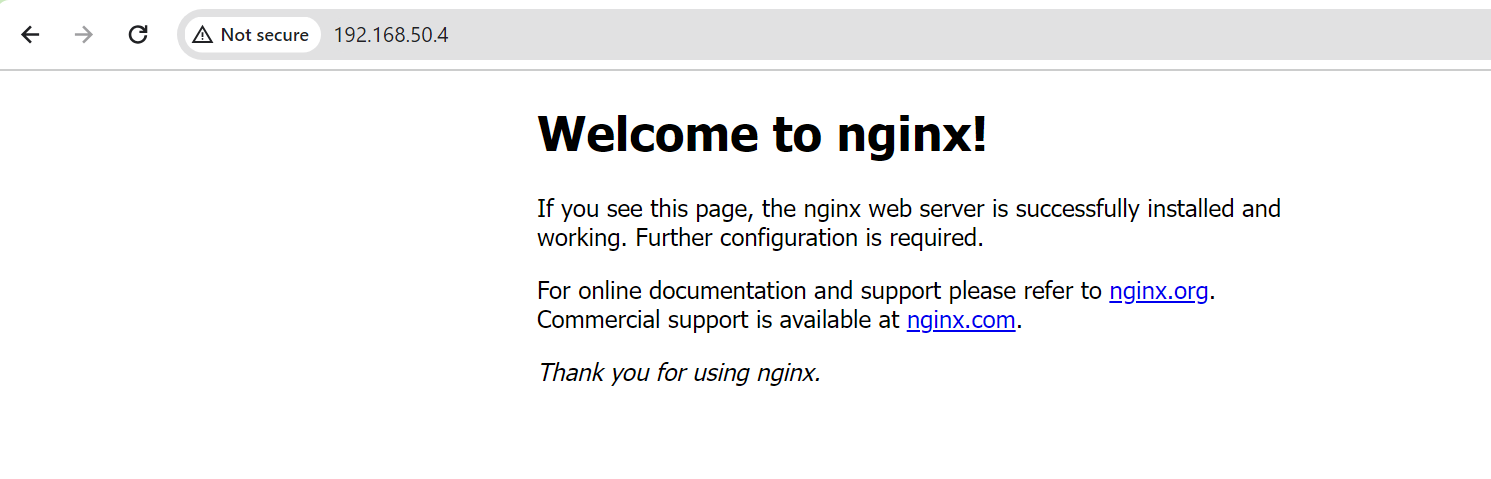 Not secure 192.168.50.4
Welcome to nginx!
If you see this page, the nginx web server is successfully installed and
working. Further configuration is required.
For online documentation and support please refer to nginx.org.
Commercial support is available at nginx.com.
Thank you for using nginx.